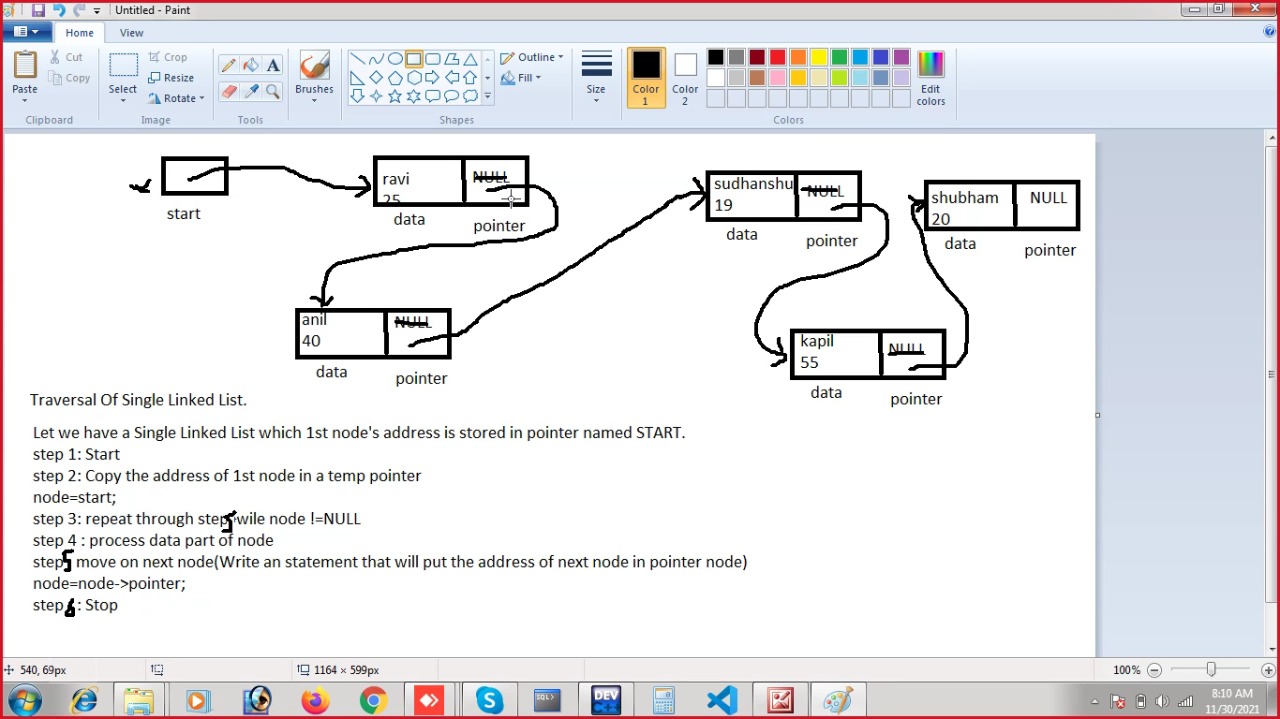 Untitled - Paint
Home
View
Paste
Cut
Copy
Clipboard
Select
Crop
Resize
Rotate
Image
A
Tools
Brushes
Outline
Fill
Shapes
Size
Color 1
Color 2
Edit colors
Colors
start
ravi
25
NULL
data
pointer
anil
40
NULL
data
pointer
sudhanshu
19
NULL
data
pointer
kapil
55
NULL
data
pointer
shubham
20
NULL
data
pointer
Traversal Of Single Linked List.
Let we have a Single Linked List which 1st node's address is stored in pointer named START.
step 1: Start
step 2: Copy the address of 1st node in a temp pointer
node=start;
step 3: repeat through step 5 wile node !=NULL
step 4 : process data part of node
step 5 move on next node(Write an statement that will put the address of next node in pointer node)
node=node->pointer;
step 6 : Stop
540, 69px
1164 × 599px
100%
SQL>
DEV C++
8:10 AM
11/30/2021